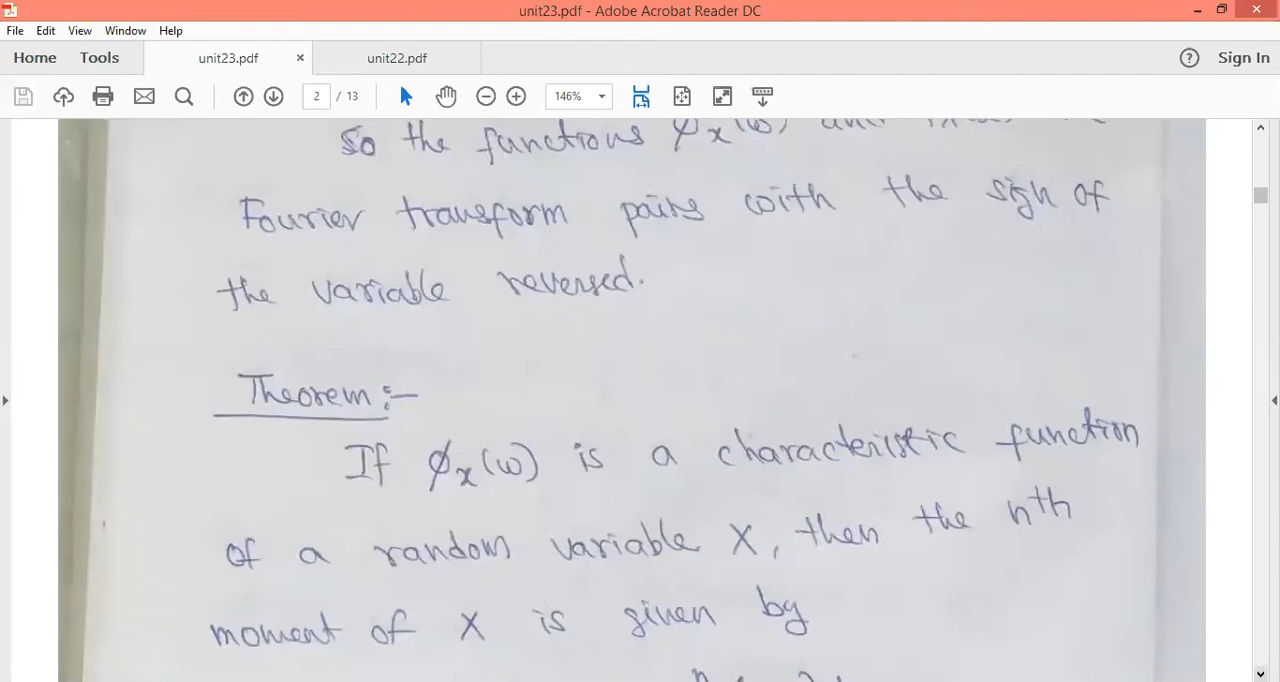 unit23.pdf - Adobe Acrobat Reader DC
File Edit View Window Help
Home Tools unit23.pdf × unit22.pdf ? Sign In
2 / 13 146%
So the functions ϕx(ω) and
Fourier transform pairs with the sign of
the variable reversed.
Theorem:-
If ϕx(ω) is a characteristic function
of a random variable X, then the nth
moment of X is given by